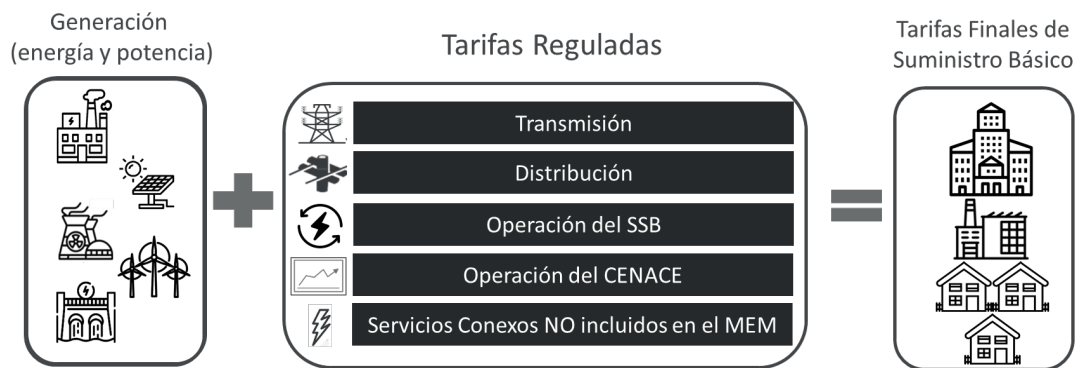 Generación
(energía y potencia)
Tarifas Reguladas
Transmisión
Distribución
Operación del SSB
Operación del CENACE
Servicios Conexos NO incluidos en el MEM
Tarifas Finales de
Suministro Básico